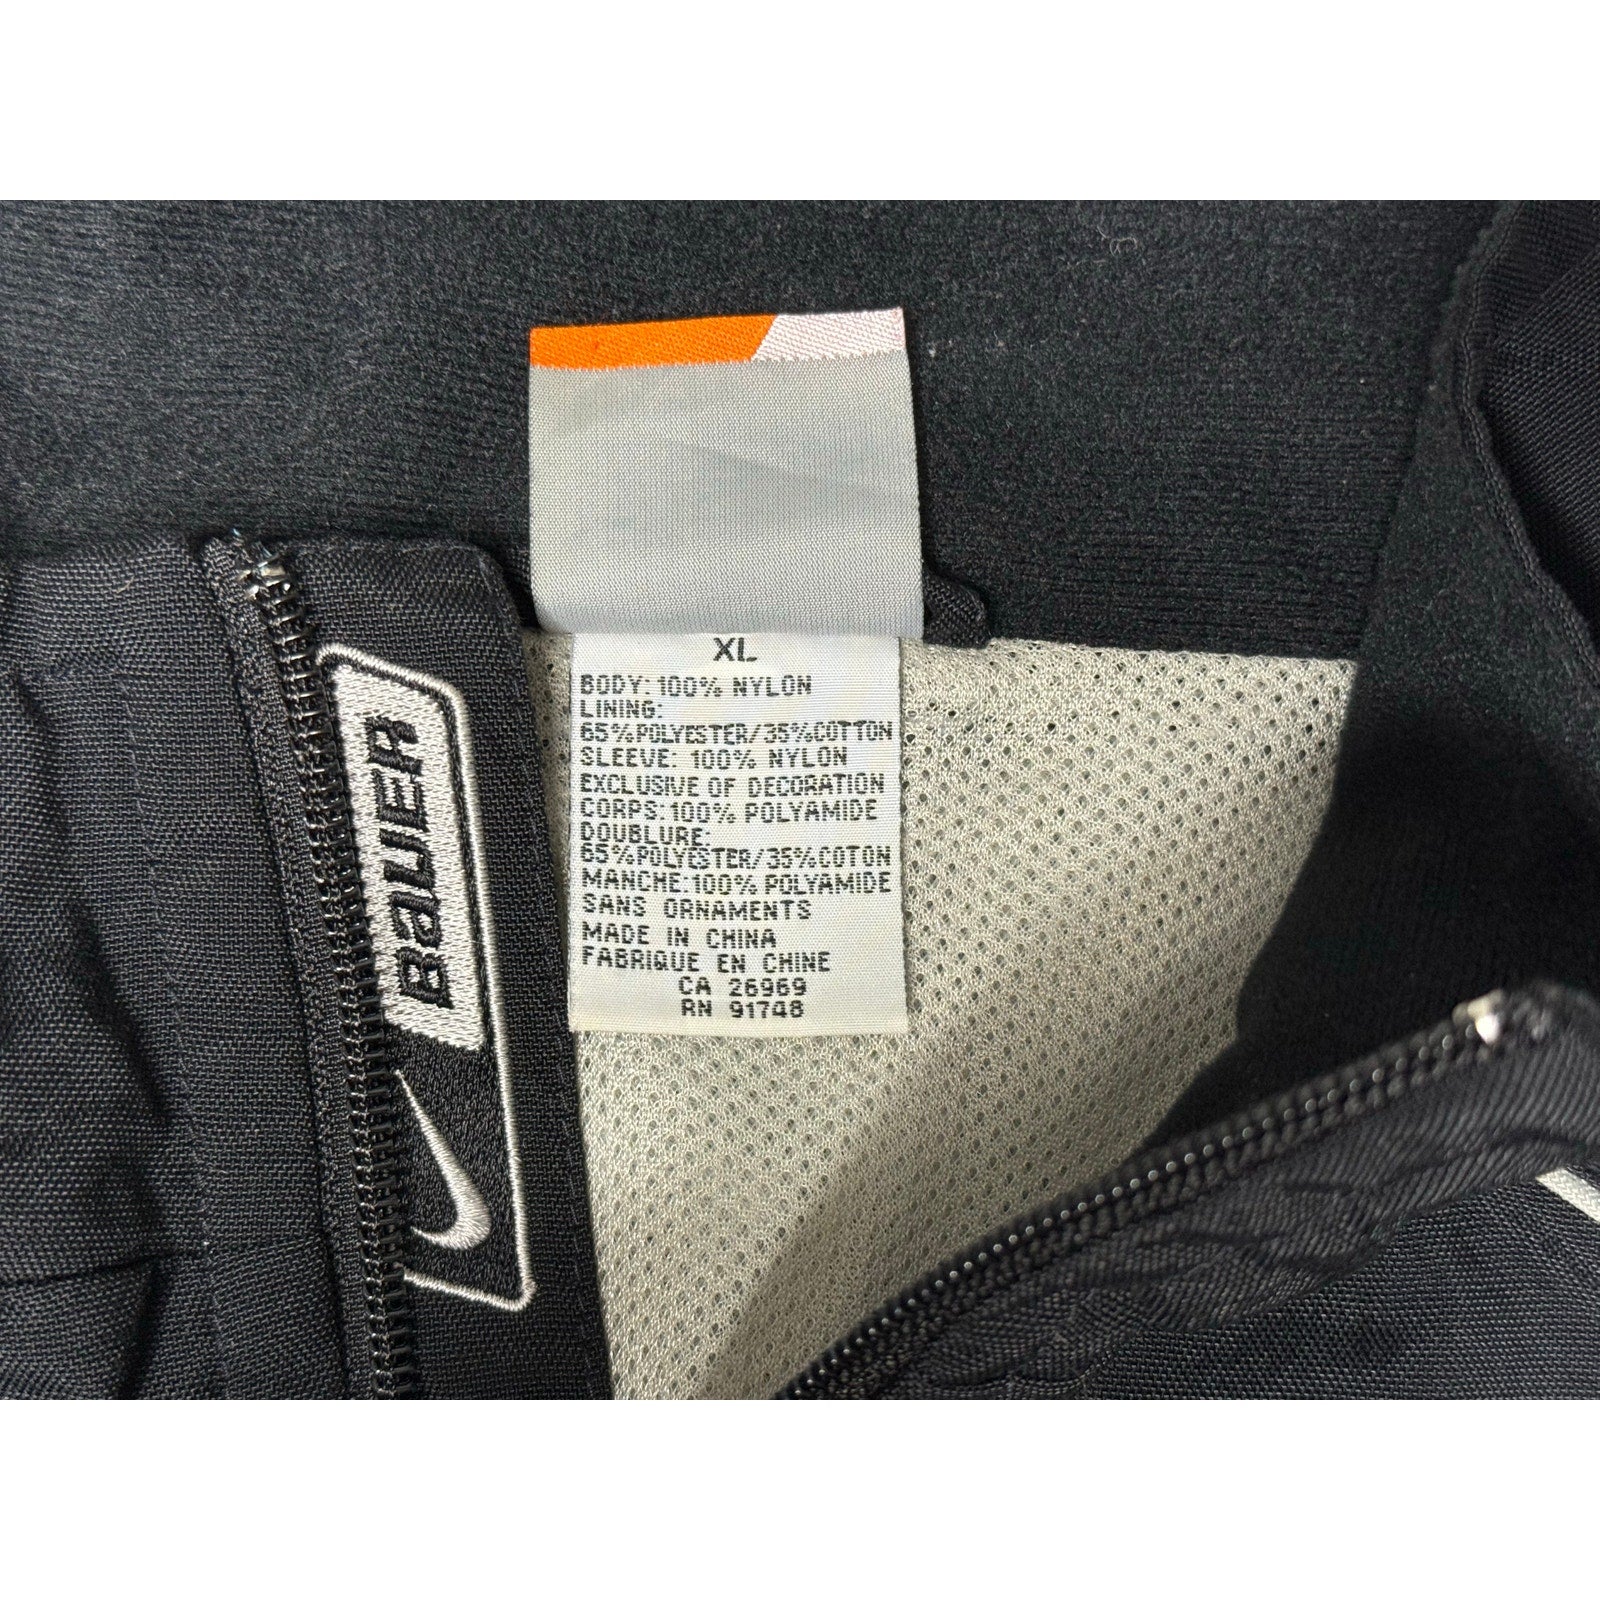 XL
BODY: 100% NYLON
LINING:
65%POLYESTER/35%COTTON
SLEEVE: 100% NYLON
EXCLUSIVE OF DECORATION
CORPS: 100% POLYAMIDE
DOUBLURE:
65%POLYESTER/35%COTON
MANCHE: 100% POLYAMIDE
SANS ORNAMENTS
MADE IN CHINA
FABRIQUE EN CHINE
CA 26969
RN 91748
BAUER